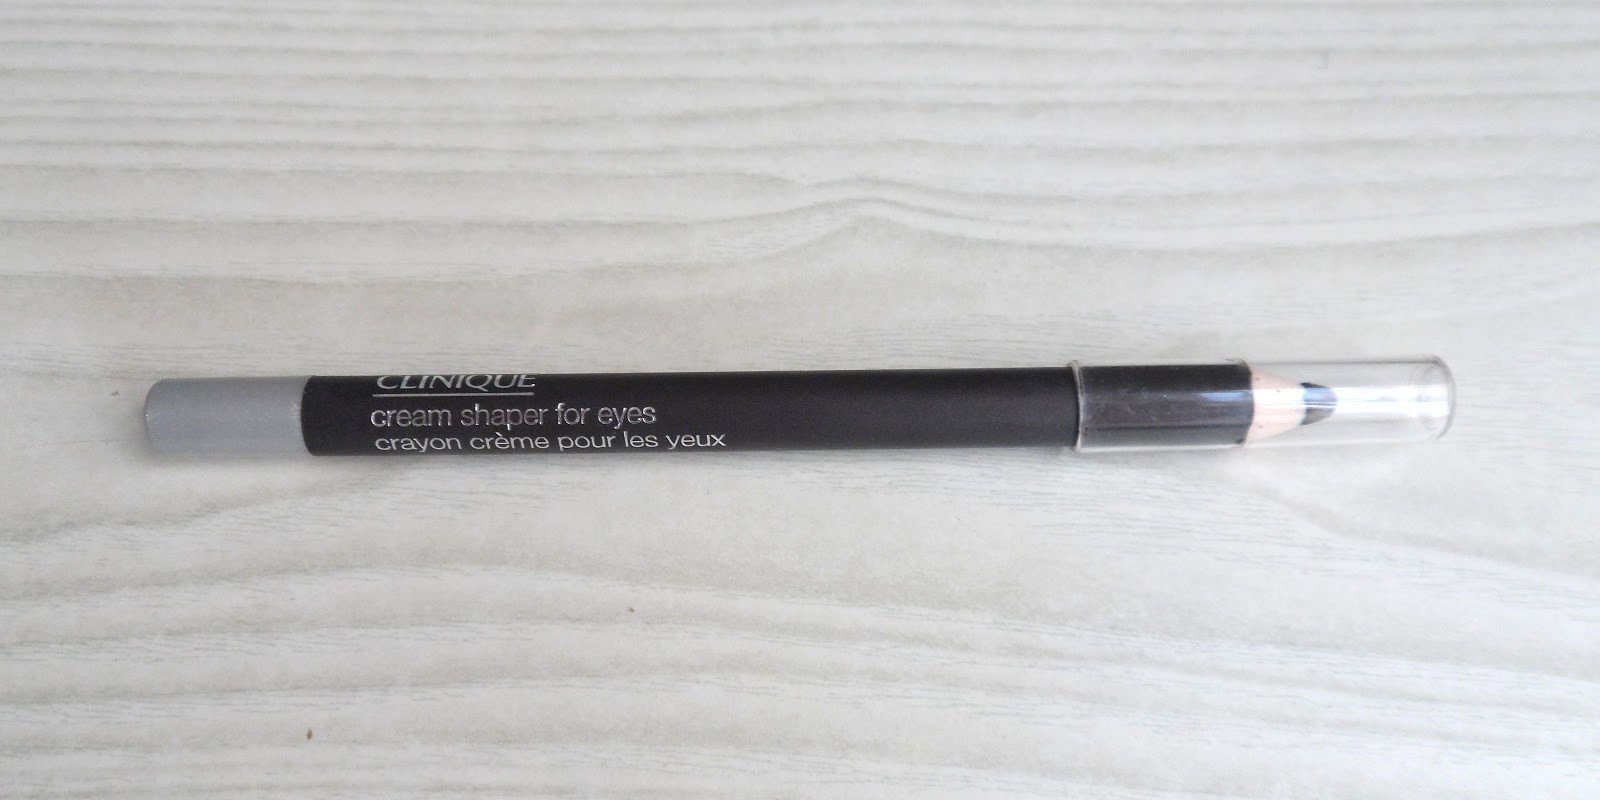 CLINIQUE
cream shaper for eyes
crayon crème pour les yeux